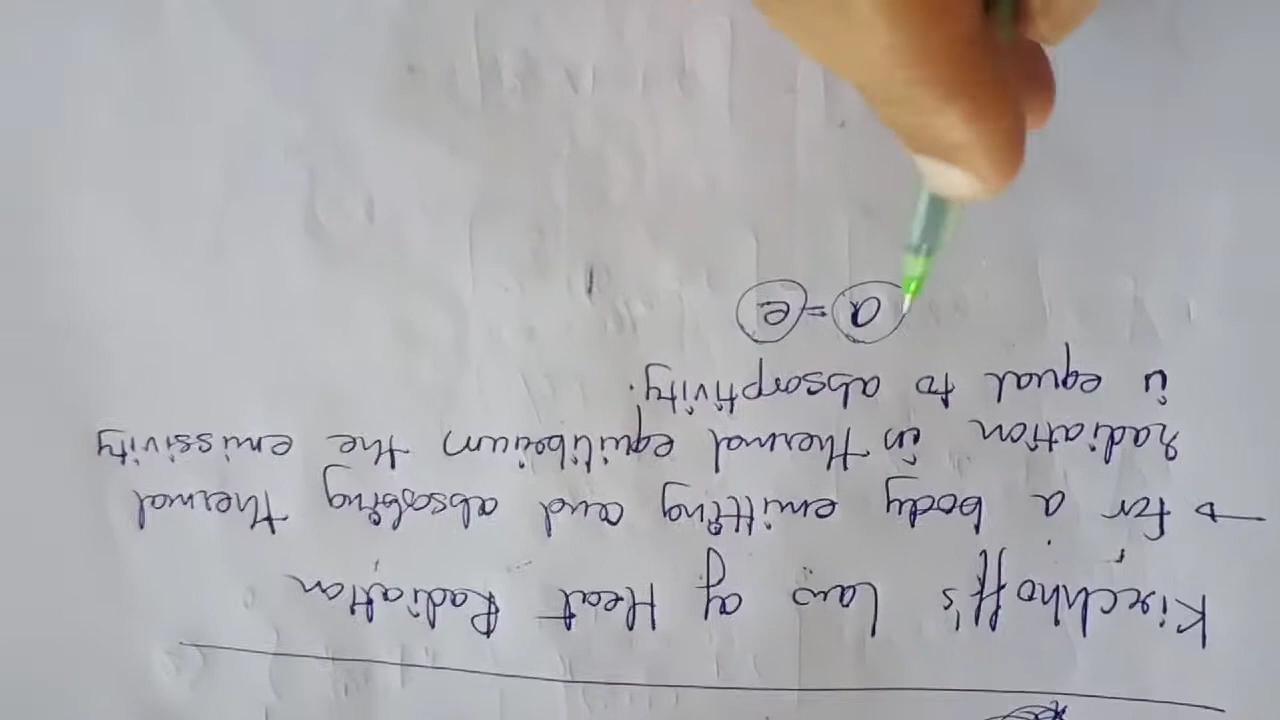 Kirchhoff's Law of Heat Radiation
→ for a body emitting and absorbing thermal
radiation in thermal equilibrium the emissivity
is equal to absorptivity.
a = e